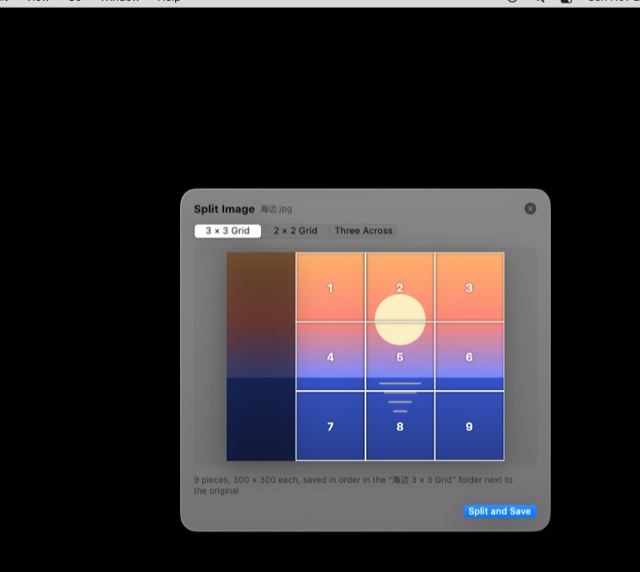 Window
Help
Split Image 海边.jpg
3 × 3 Grid 2 × 2 Grid Three Across
1 2 3
4 5 6
7 8 9
9 pieces, 300 × 300 each, saved in order in the "海边 3 × 3 Grid" folder next to
the original
Split and Save